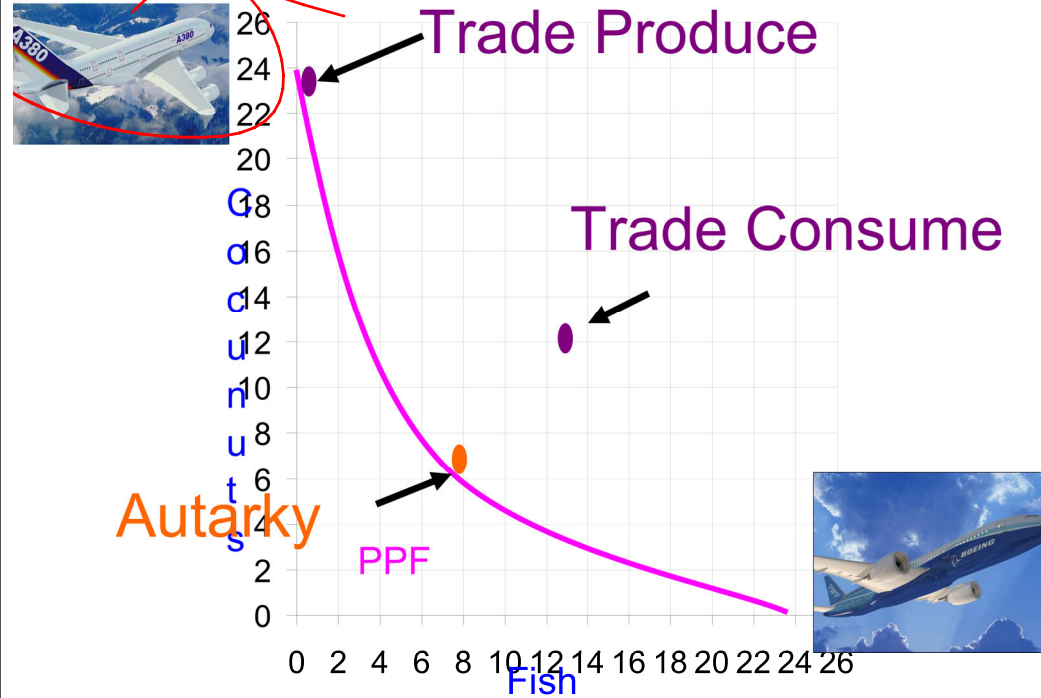 A380
A380
Trade Produce
Trade Consume
Autarky
PPF
BOEING
Coconuts
26
24
22
20
18
16
14
12
10
8
6
4
2
0
0 2 4 6 8 10 12 14 16 18 20 22 24 26
Fish